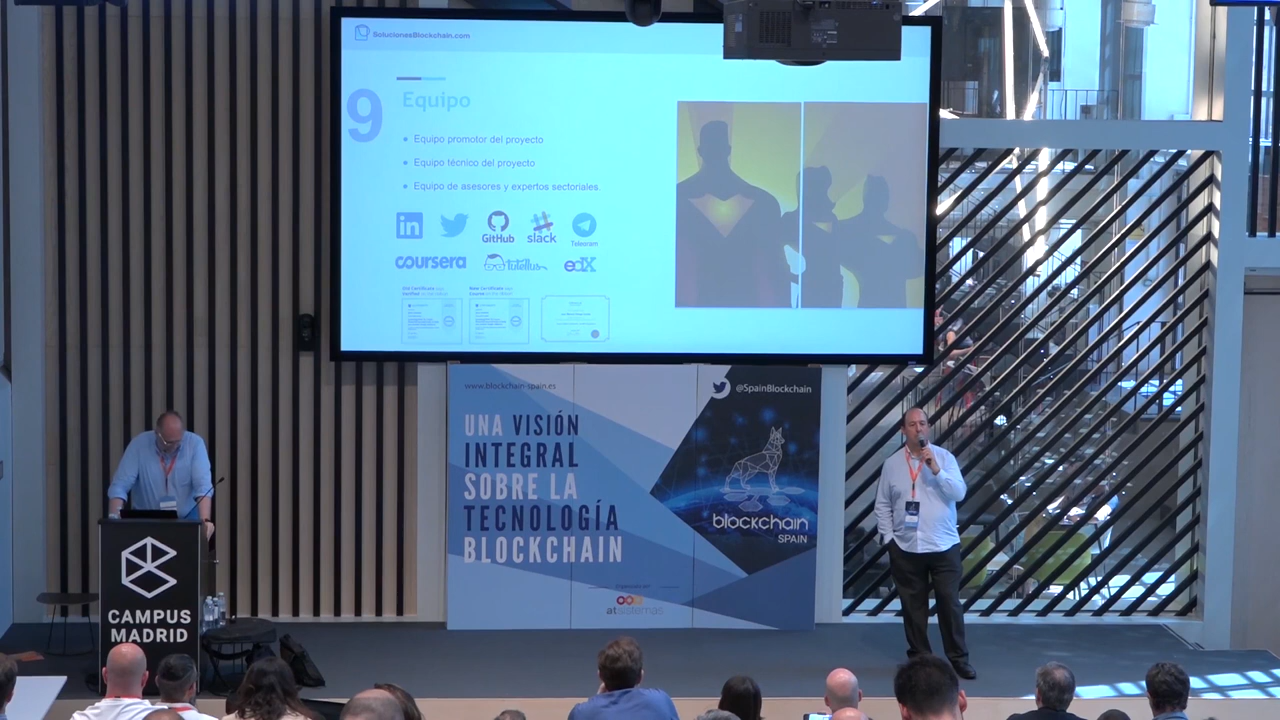 SolucionasBlockchain.com
9
Equipo
Equipo promotor del proyecto
Equipo técnico del proyecto
Equipo de asesores y expertos sectoriales
in
GitHub
slack
Telegram
coursera
tutellus
edX
www.blockchain-spain.es
@SpainBlockchain
UNA VISIÓN
INTEGRAL
SOBRE LA
TECNOLOGÍA
BLOCKCHAIN
blockchain
SPAIN
atsistemas
CAMPUS
MADRID